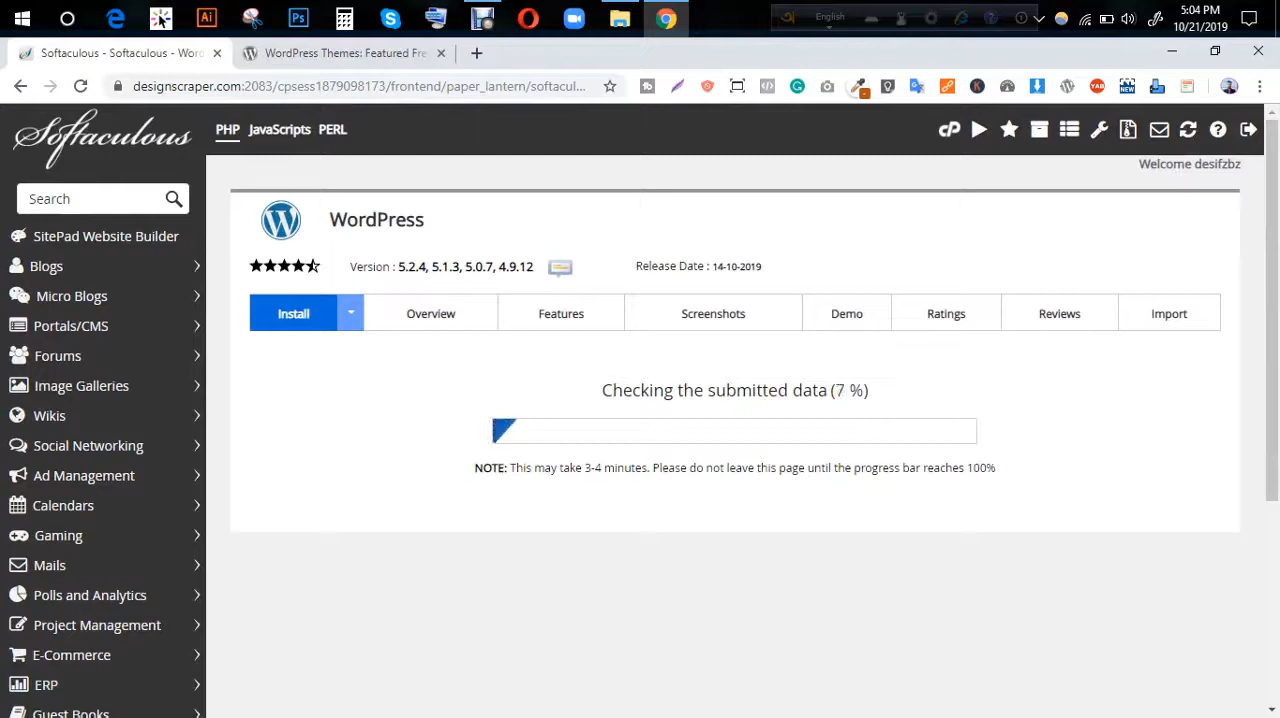 Ai
Ps
English
5:04 PM
10/21/2019
Softaculous - Softaculous - Wor
WordPress Themes: Featured Fre
designscraper.com:2083/cpsess1879098173/frontend/paper_lantern/softacul...
Softaculous
PHP JavaScripts PERL
Welcome desifzbz
Search
SitePad Website Builder
Blogs
Micro Blogs
Portals/CMS
Forums
Image Galleries
Wikis
Social Networking
Ad Management
Calendars
Gaming
Mails
Polls and Analytics
Project Management
E-Commerce
ERP
Guest Books
WordPress
Version : 5.2.4, 5.1.3, 5.0.7, 4.9.12
Release Date : 14-10-2019
Install
Overview
Features
Screenshots
Demo
Ratings
Reviews
Import
Checking the submitted data (7 %)
NOTE: This may take 3-4 minutes. Please do not leave this page until the progress bar reaches 100%